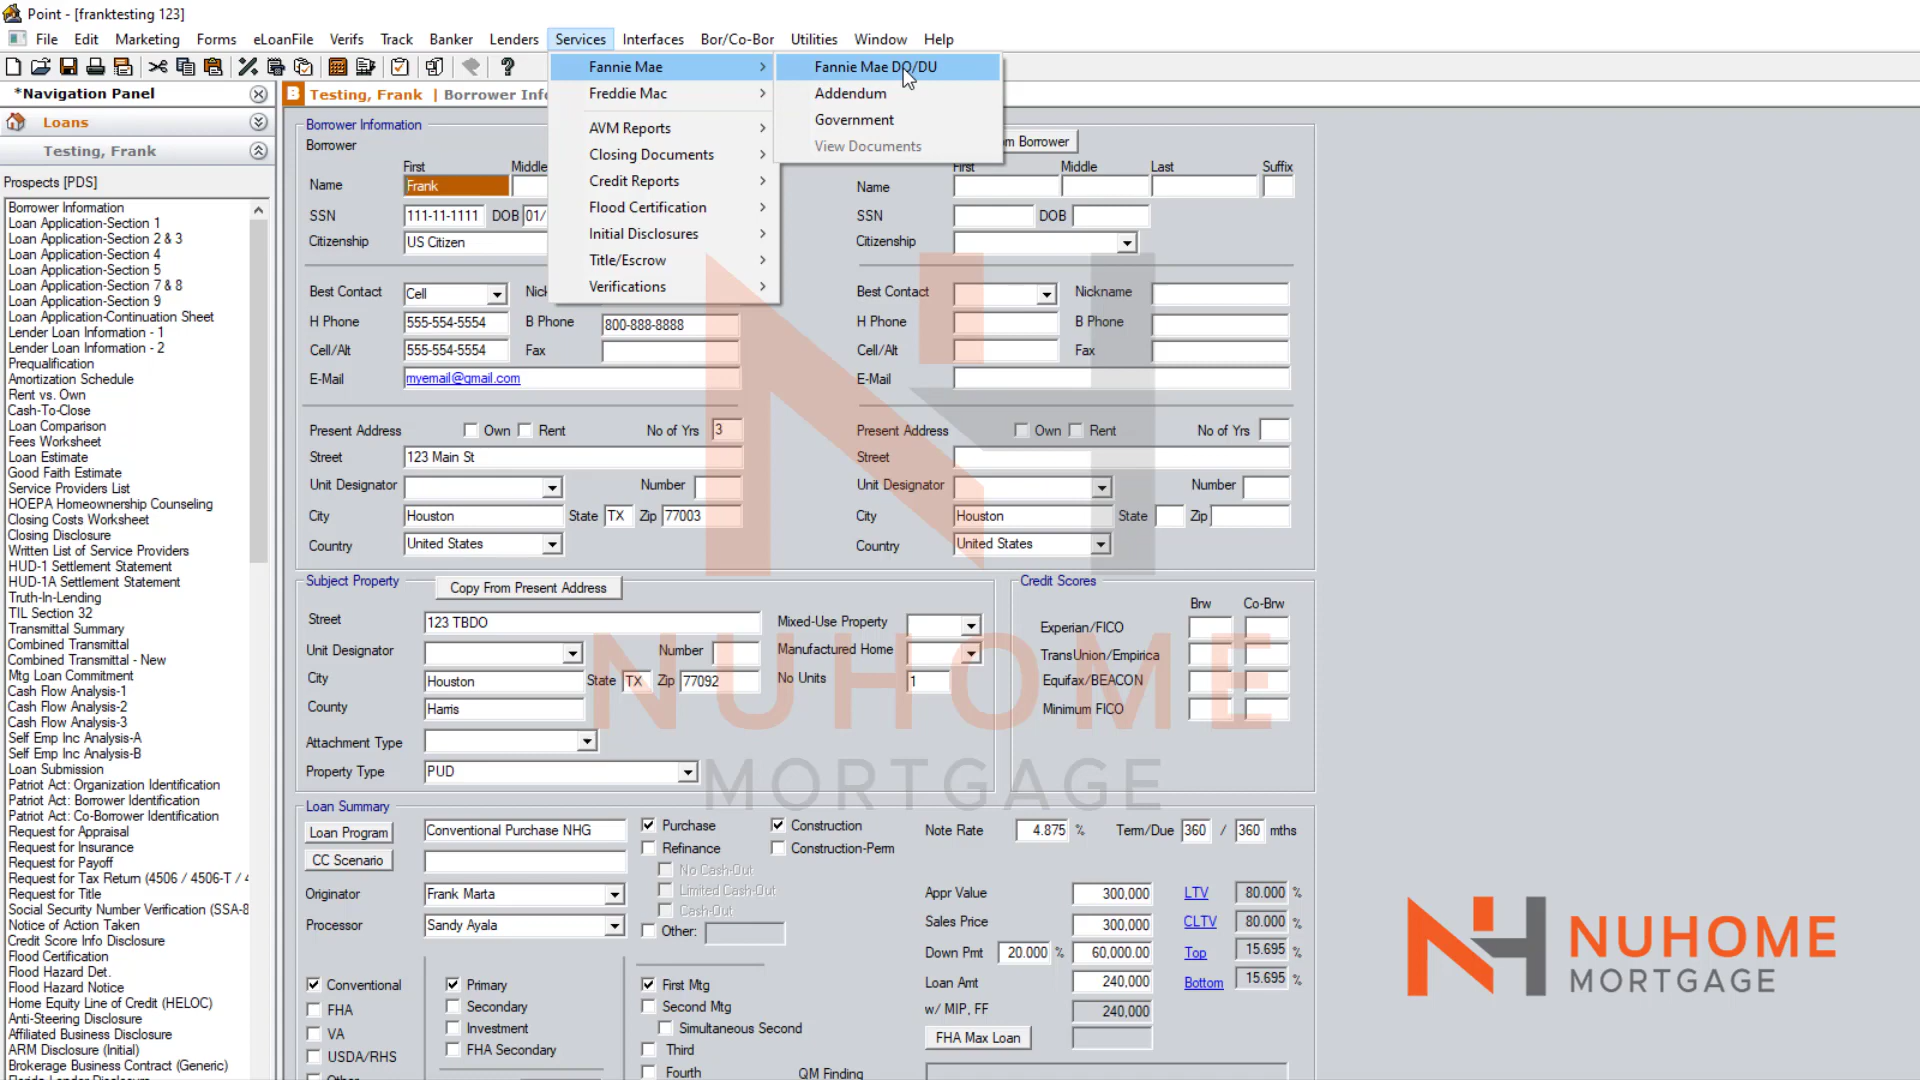 Point - [franktesting 123]
File Edit Marketing Forms eLoanFile Verifs Track Banker Lenders Services Interfaces Bor/Co-Bor Utilities Window Help
*Navigation Panel
Loans
Testing, Frank
Prospects [PDS]
Borrower Information
Loan Application-Section 1
Loan Application-Section 2 & 3
Loan Application-Section 4
Loan Application-Section 5
Loan Application-Section 7 & 8
Loan Application-Section 9
Loan Application-Continuation Sheet
Lender Loan Information - 1
Lender Loan Information - 2
Prequalification
Amortization Schedule
Rent vs. Own
Cash-To-Close
Loan Comparison
Fees Worksheet
Loan Estimate
Good Faith Estimate
Service Providers List
HOEPA Homeownership Counseling
Closing Costs Worksheet
Closing Disclosure
Written List of Service Providers
HUD-1 Settlement Statement
HUD-1A Settlement Statement
Truth-In-Lending
TIL Section 32
Transmittal Summary
Combined Transmittal
Combined Transmittal - New
Mtg Loan Commitment
Cash Flow Analysis-1
Cash Flow Analysis-2
Cash Flow Analysis-3
Self Emp Inc Analysis-A
Self Emp Inc Analysis-B
Loan Submission
Patriot Act: Organization Identification
Patriot Act: Borrower Identification
Patriot Act: Co-Borrower Identification
Request for Appraisal
Request for Insurance
Request for Payoff
Request for Tax Return (4506 / 4506-T / 4
Request for Title
Social Security Number Verification (SSA-8
Notice of Action Taken
Credit Score Info Disclosure
Flood Certification
Flood Hazard Det.
Flood Hazard Notice
Home Equity Line of Credit (HELOC)
Anti-Steering Disclosure
Affiliated Business Disclosure
ARM Disclosure (Initial)
Brokerage Business Contract (Generic)
B Testing, Frank | Borrower Info
Fannie Mae
Freddie Mac
AVM Reports
Closing Documents
Credit Reports
Flood Certification
Initial Disclosures
Title/Escrow
Verifications
Fannie Mae DO/DU
Addendum
Government
View Documents
Borrower Information
Borrower
om Borrower
First Middle First Middle Last Suffix
Name Frank Name
SSN 111-11-1111 DOB 01/ SSN DOB
Citizenship US Citizen Citizenship
Best Contact Cell Nick Best Contact Nickname
H Phone 555-554-5554 B Phone 800-888-8888 H Phone B Phone
Cell/Alt 555-554-5554 Fax Cell/Alt Fax
E-Mail myemail@gmail.com E-Mail
Present Address Own Rent No of Yrs 3 Present Address Own Rent No of Yrs
Street 123 Main St Street
Unit Designator Number Unit Designator Number
City Houston State TX Zip 77003 City Houston State Zip
Country United States Country United States
Subject Property Copy From Present Address
Street 123 TBDO Mixed-Use Property
Unit Designator Number Manufactured Home
City Houston State TX Zip 77092 No Units 1
County Harris
Attachment Type
Property Type PUD
Credit Scores
Brw Co-Brw
Experian/FICO
TransUnion/Empirica
Equifax/BEACON
Minimum FICO
NUHOME
MORTGAGE
Loan Summary
Loan Program Conventional Purchase NHG Purchase Construction Note Rate 4.875 % Term/Due 360 / 360 mths
CC Scenario Refinance Construction-Perm
No Cash-Out
Limited Cash-Out
Cash-Out
Originator Frank Marta
Processor Sandy Ayala Other:
Appr Value 300,000 LTV 80.000 %
Sales Price 300,000 CLTV 80.000 %
Down Pmt 20.000 % 60,000.00 Top 15.695 %
Loan Amt 240,000 Bottom 15.695 %
w/ MIP, FF 240,000
FHA Max Loan
Conventional Primary First Mtg
FHA Secondary Second Mtg
VA Investment Simultaneous Second
USDA/RHS FHA Secondary Third
Fourth QM Finding
NUHOME
MORTGAGE